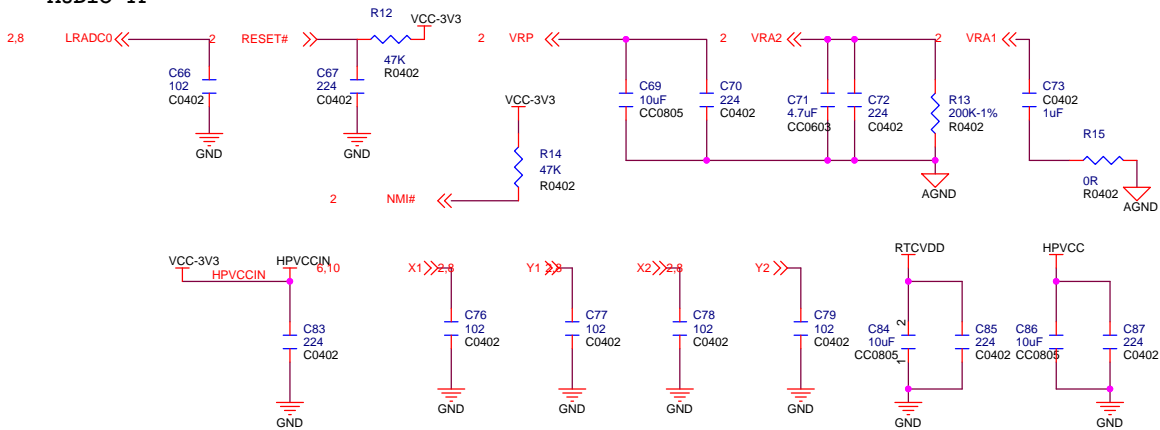 R12
VCC-3V3
2,8 LRADC0 2 RESET# 2 VRP 2 VRA2 2 VRA1
47K
R0402
C66
102
C0402
C67
224
C0402
C69
10uF
CC0805
C70
224
C0402
C71
4.7uF
CC0603
C72
224
C0402
R13
200K-1%
R0402
C73
C0402
1uF
VCC-3V3
R15
GND
GND
R14
47K
R0402
0R
R0402
AGND
AGND
2 NMI#
VCC-3V3
HPVCCIN
HPVCCIN
6,10 X1 2,8 Y1 2,8 X2 2,8 Y2
RTCVDD
HPVCC
C83
224
C0402
C76
102
C0402
C77
102
C0402
C78
102
C0402
C79
102
C0402
2
C84
10uF
CC0805
1
C85
224
C0402
C86
10uF
CC0805
C87
224
C0402
GND
GND
GND
GND
GND
GND
GND